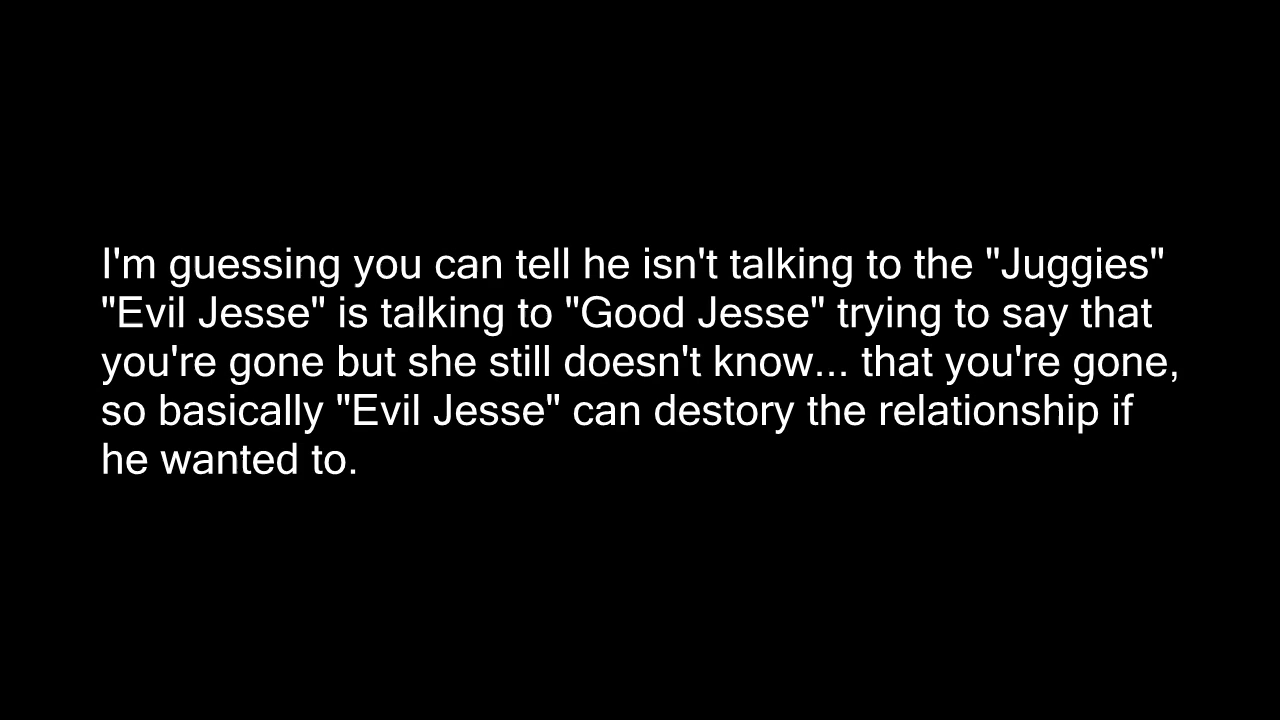 I'm guessing you can tell he isn't talking to the "Juggies"
"Evil Jesse" is talking to "Good Jesse" trying to say that
you're gone but she still doesn't know... that you're gone,
so basically "Evil Jesse" can destory the relationship if
he wanted to.